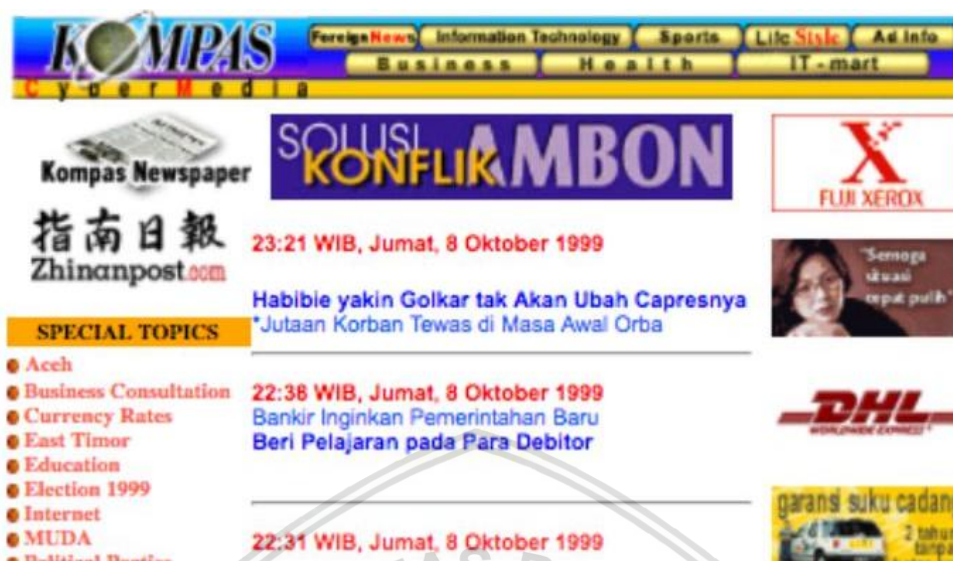 KOMPAS
CyberMedia
ForeignNews
Information Technology
Sports
Life Style
Ad Info
Business
Health
IT-mart
Kompas Newspaper
指南日報
Zhinanpost.com
SPECIAL TOPICS
Aceh
Business Consultation
Currency Rates
East Timor
Education
Election 1999
Internet
MUDA
Political Parties
SOLUSI
KONFLIK AMBON
23:21 WIB, Jumat, 8 Oktober 1999
Habibie yakin Golkar tak Akan Ubah Capresnya
*Jutaan Korban Tewas di Masa Awal Orba
22:38 WIB, Jumat, 8 Oktober 1999
Bankir Inginkan Pemerintahan Baru
Beri Pelajaran pada Para Debitor
22:31 WIB, Jumat, 8 Oktober 1999
X
FUJI XEROX
"Semoga
situasi
cepat pulih"
DHL
WORLDWIDE EXPRESS
garansi suku cadang
2 tahun
tanpa